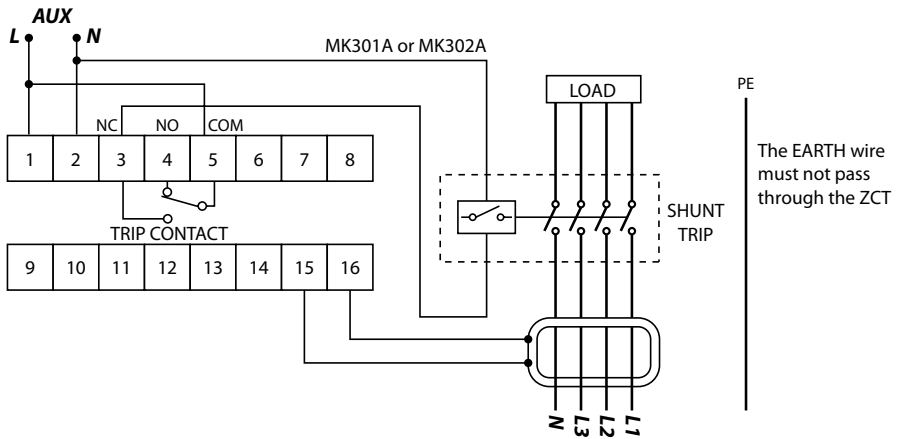 AUX
L N
MK301A or MK302A
LOAD
PE
NC NO COM
1 2 3 4 5 6 7 8
The EARTH wire
must not pass
through the ZCT
SHUNT
TRIP
TRIP CONTACT
9 10 11 12 13 14 15 16
N L3 L2 L1